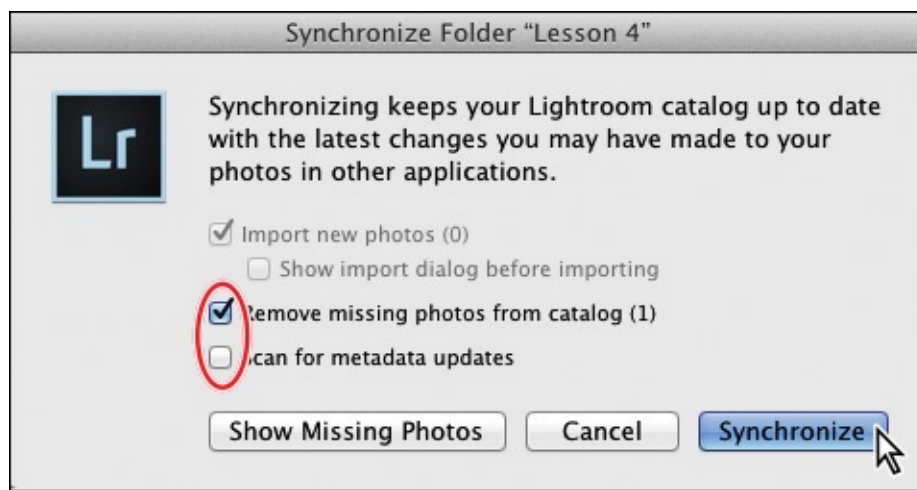 Synchronize Folder “Lesson 4”
Lr
Synchronizing keeps your Lightroom catalog up to date
with the latest changes you may have made to your
photos in other applications.
Import new photos (0)
Show import dialog before importing
Remove missing photos from catalog (1)
Scan for metadata updates
Show Missing Photos Cancel Synchronize